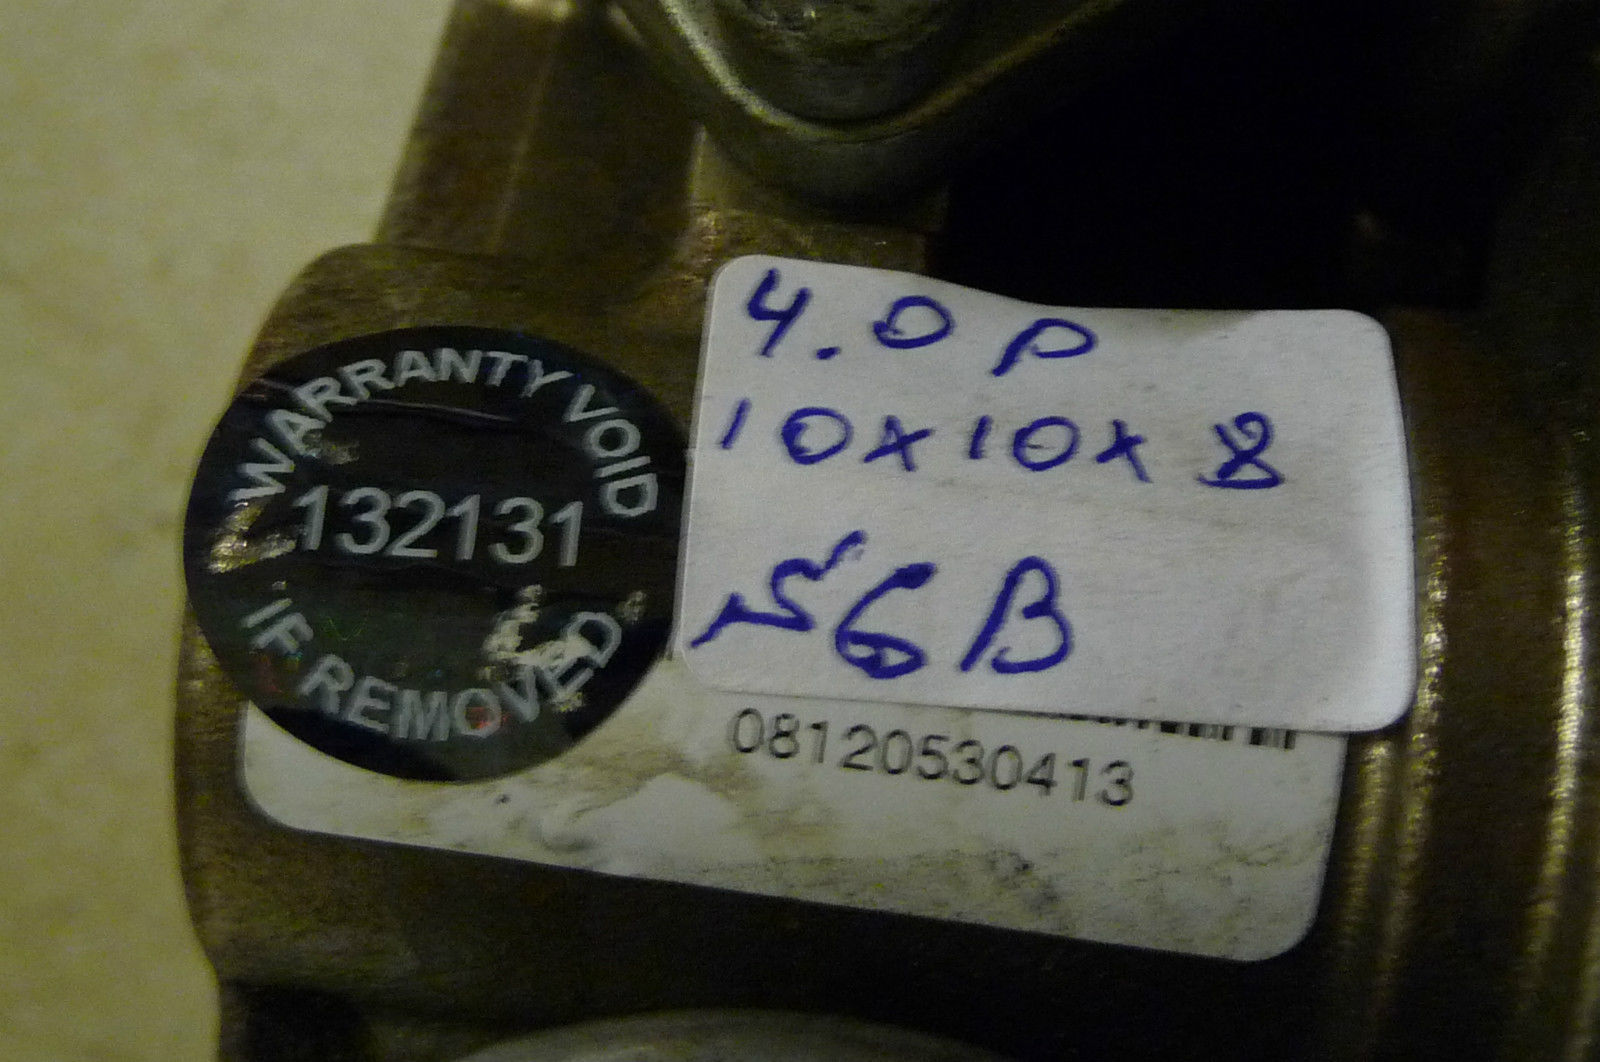 WARRANTY VOID
132131
IF REMOVED
4.0 P
10x10x8
S6B
08120530413